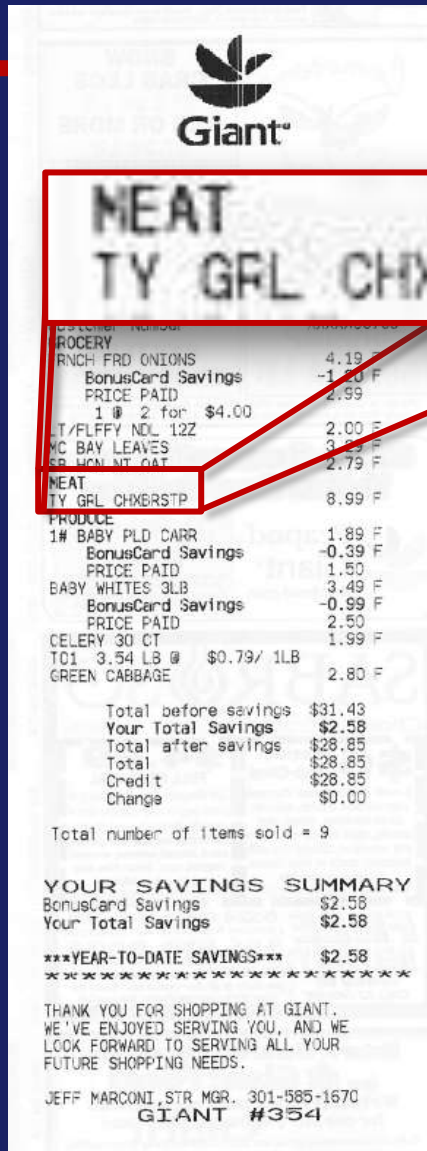 Giant
MEAT
TY GRL CHX
GROCERY
FRNCH FRD ONIONS 4.19 F
BonusCard Savings -1.20 F
PRICE PAID 2.99
1 @ 2 for $4.00
LT/FLFFY NDL 12Z 2.00 F
MC BAY LEAVES 3.29 F
SB HON NT OAT 2.79 F
MEAT
TY GRL CHXBRSTP 8.99 F
PRODUCE
1# BABY PLD CARR 1.89 F
BonusCard Savings -0.39 F
PRICE PAID 1.50
BABY WHITES 3LB 3.49 F
BonusCard Savings -0.99 F
PRICE PAID 2.50
CELERY 30 CT 1.99 F
TO1 3.54 LB @ $0.79/ 1LB
GREEN CABBAGE 2.80 F
Total before savings $31.43
Your Total Savings $2.58
Total after savings $28.85
Total $28.85
Credit $28.85
Change $0.00
Total number of items sold = 9
YOUR SAVINGS SUMMARY
BonusCard Savings $2.58
Your Total Savings $2.58
***YEAR-TO-DATE SAVINGS*** $2.58
********************
THANK YOU FOR SHOPPING AT GIANT.
WE'VE ENJOYED SERVING YOU, AND WE
LOOK FORWARD TO SERVING ALL YOUR
FUTURE SHOPPING NEEDS.
JEFF MARCONI,STR MGR. 301-585-1670
GIANT #354